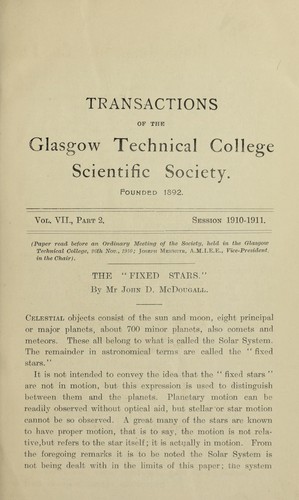 TRANSACTIONS
OF THE
Glasgow Technical College
Scientific Society.
FOUNDED 1892.
VOL. VII., PART 2. SESSION 1910-1911.
(Paper read before an Ordinary Meeting of the Society, held in the Glasgow
Technical College, 26th Nov., 1910; JOSEPH MEDHURST, A.M.I.E.E., Vice-President,
in the Chair).
THE "FIXED STARS."
By Mr JOHN D. McDOUGALL.
CELESTIAL objects consist of the sun and moon, eight principal
or major planets, about 700 minor planets, also comets and
meteors. These all belong to what is called the Solar System.
The remainder in astronomical terms are called the "fixed
stars."
It is not intended to convey the idea that the "fixed stars"
are not in motion, but this expression is used to distinguish
between them and the planets. Planetary motion can be
readily observed without optical aid, but stellar or star motion
cannot be so observed. A great many of the stars are known
to have proper motion, that is to say, the motion is not rela-
tive, but refers to the star itself; it is actually in motion. From
the foregoing remarks it is to be noted the Solar System is
not being dealt with in the limits of this paper; the system